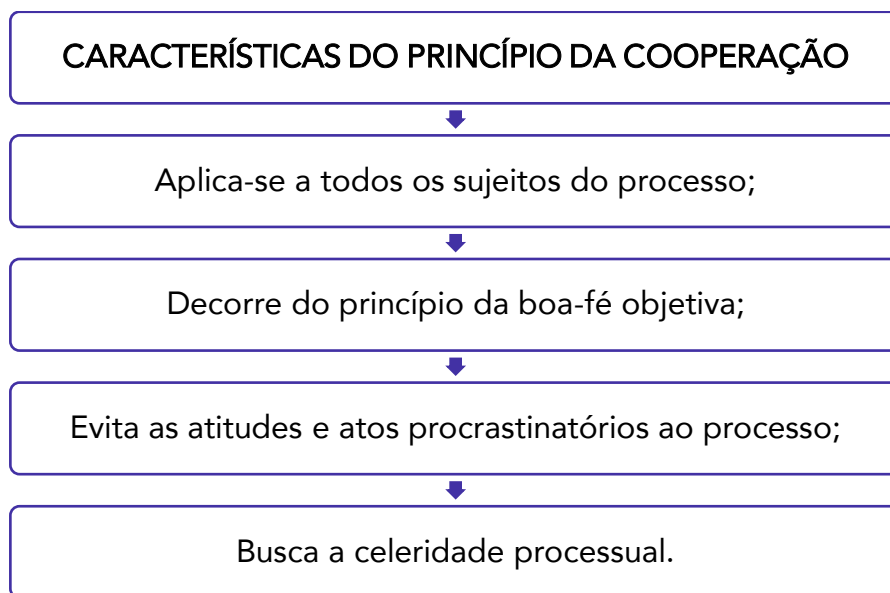 CARACTERÍSTICAS DO PRINCÍPIO DA COOPERAÇÃO
Aplica-se a todos os sujeitos do processo;
Decorre do princípio da boa-fé objetiva;
Evita as atitudes e atos procrastinatórios ao processo;
Busca a celeridade processual.